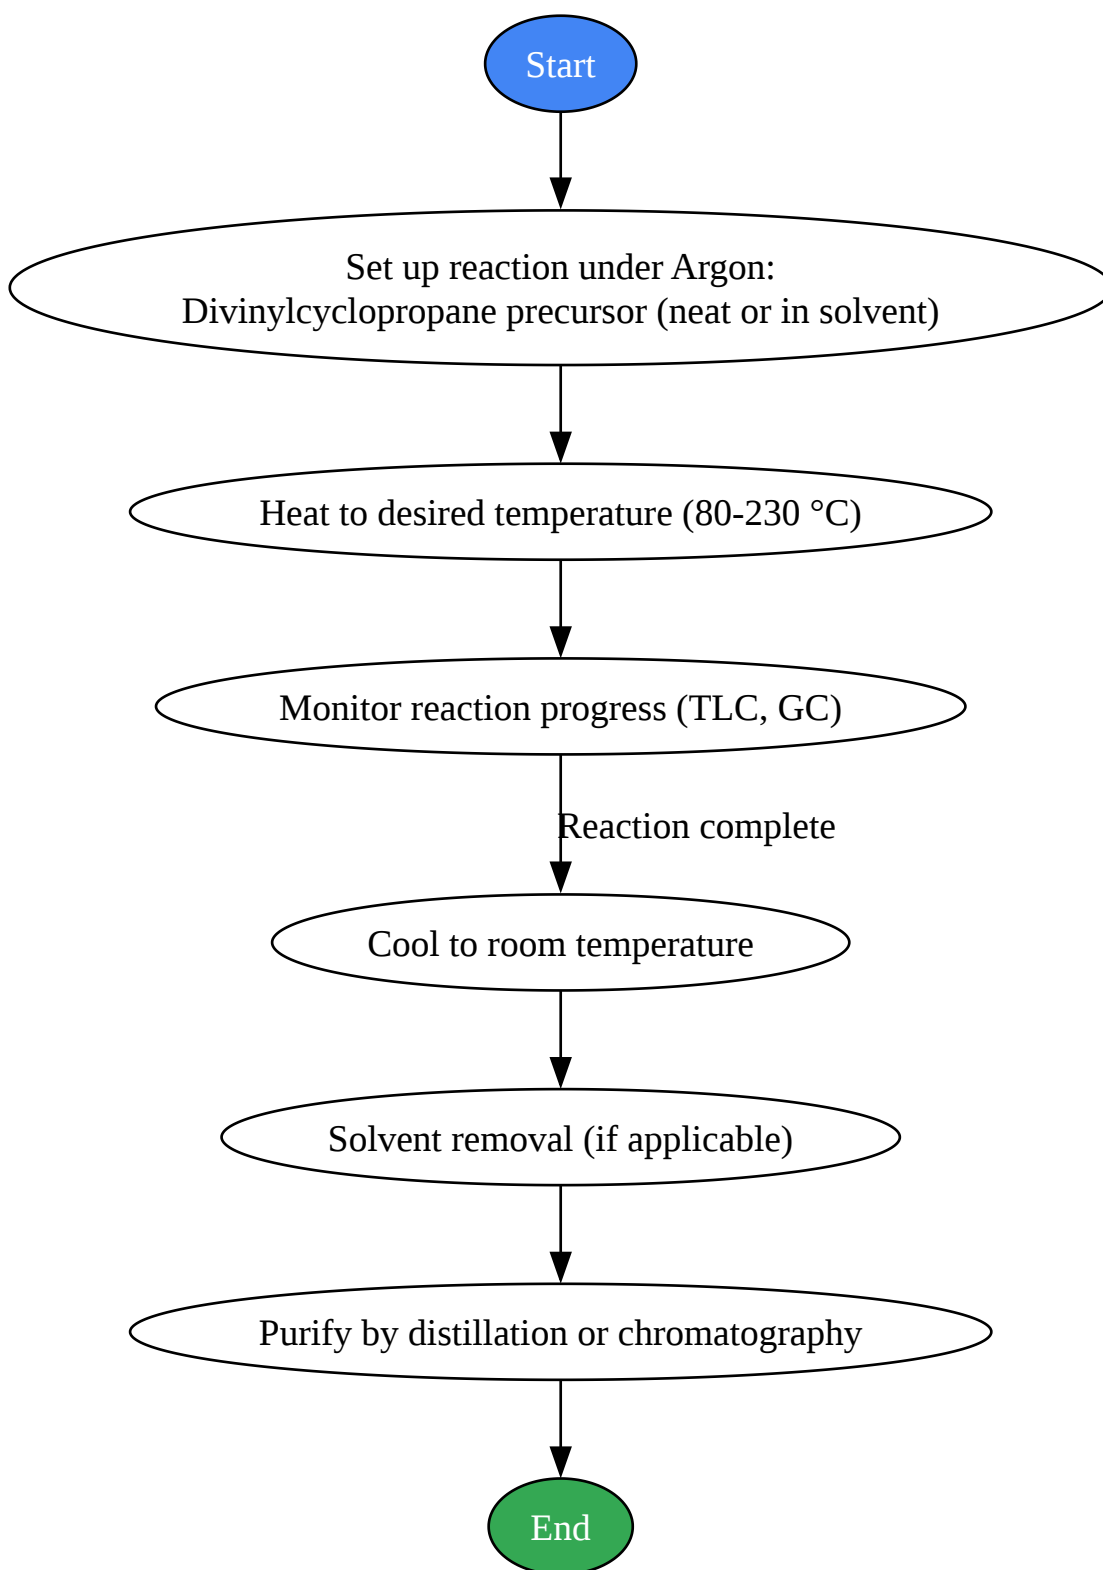 Start
Set up reaction under Argon:
Divinylcyclopropane precursor (neat or in solvent)
Heat to desired temperature (80-230 °C)
Monitor reaction progress (TLC, GC)
Reaction complete
Cool to room temperature
Solvent removal (if applicable)
Purify by distillation or chromatography
End